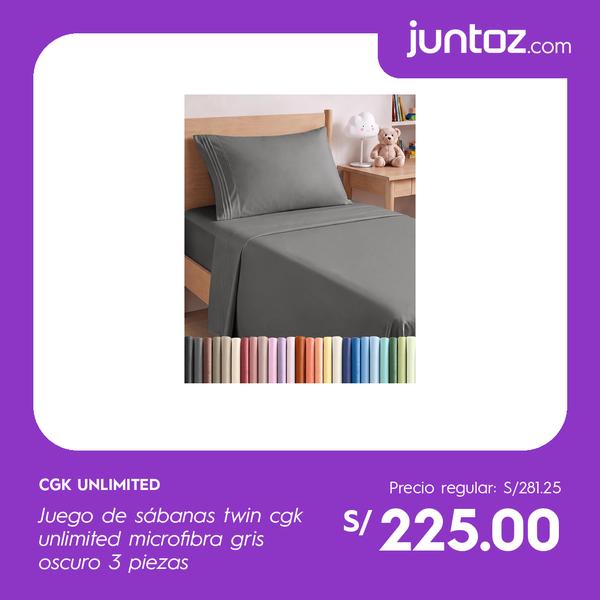 juntoz.com
CGK UNLIMITED
Juego de sábanas twin cgk
unlimited microfibra gris
oscuro 3 piezas
Precio regular: S/281.25
S/ 225.00